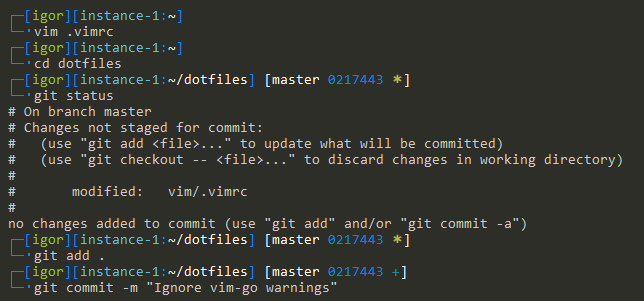 ┌─[igor][instance-1:~]
└─·vim .vimrc
┌─[igor][instance-1:~]
└─·cd dotfiles
┌─[igor][instance-1:~/dotfiles] [master 0217443 ✱]
└─·git status
# On branch master
# Changes not staged for commit:
#   (use "git add <file>..." to update what will be committed)
#   (use "git checkout -- <file>..." to discard changes in working directory)
#
#       modified:   vim/.vimrc
#
no changes added to commit (use "git add" and/or "git commit -a")
┌─[igor][instance-1:~/dotfiles] [master 0217443 ✱]
└─·git add .
┌─[igor][instance-1:~/dotfiles] [master 0217443 +]
└─·git commit -m "Ignore vim-go warnings"